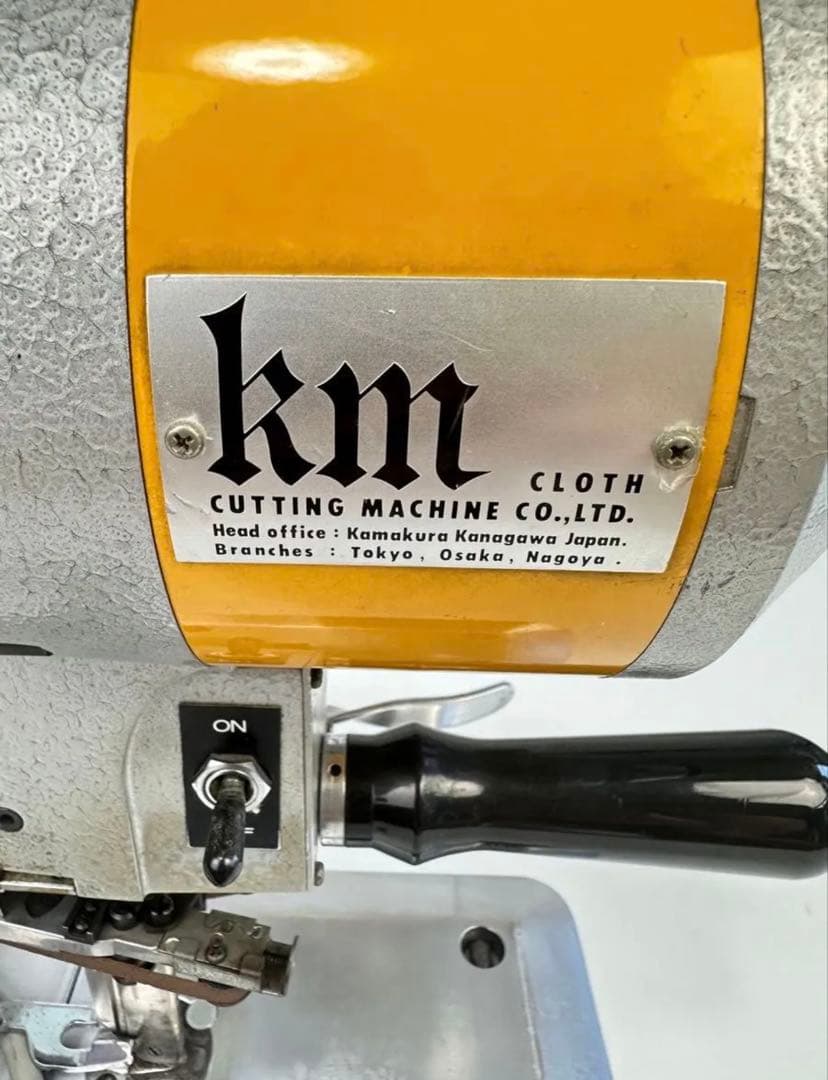 km
CLOTH
CUTTING MACHINE CO.,LTD.
Head office : Kamakura Kanagawa Japan.
Branches : Tokyo, Osaka, Nagoya.
ON